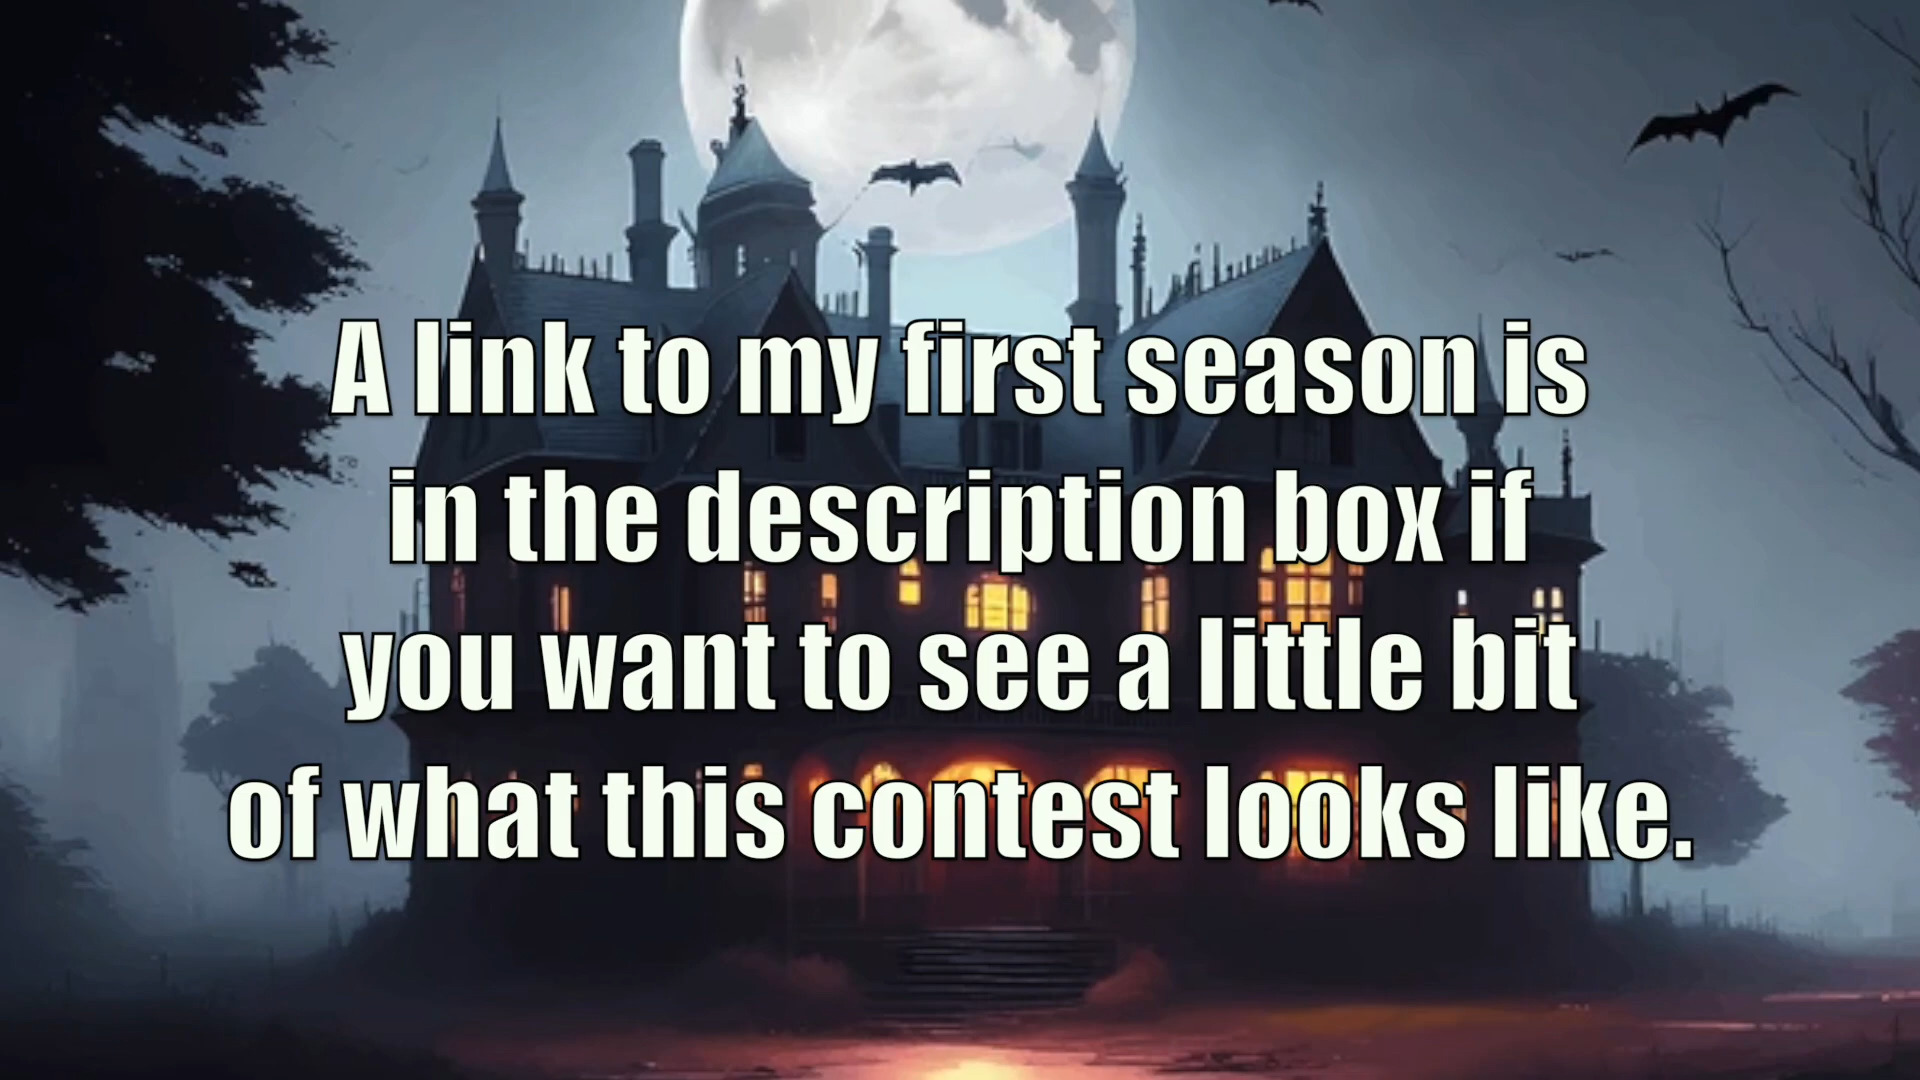 A link to my first season is
in the description box if
you want to see a little bit
of what this contest looks like.